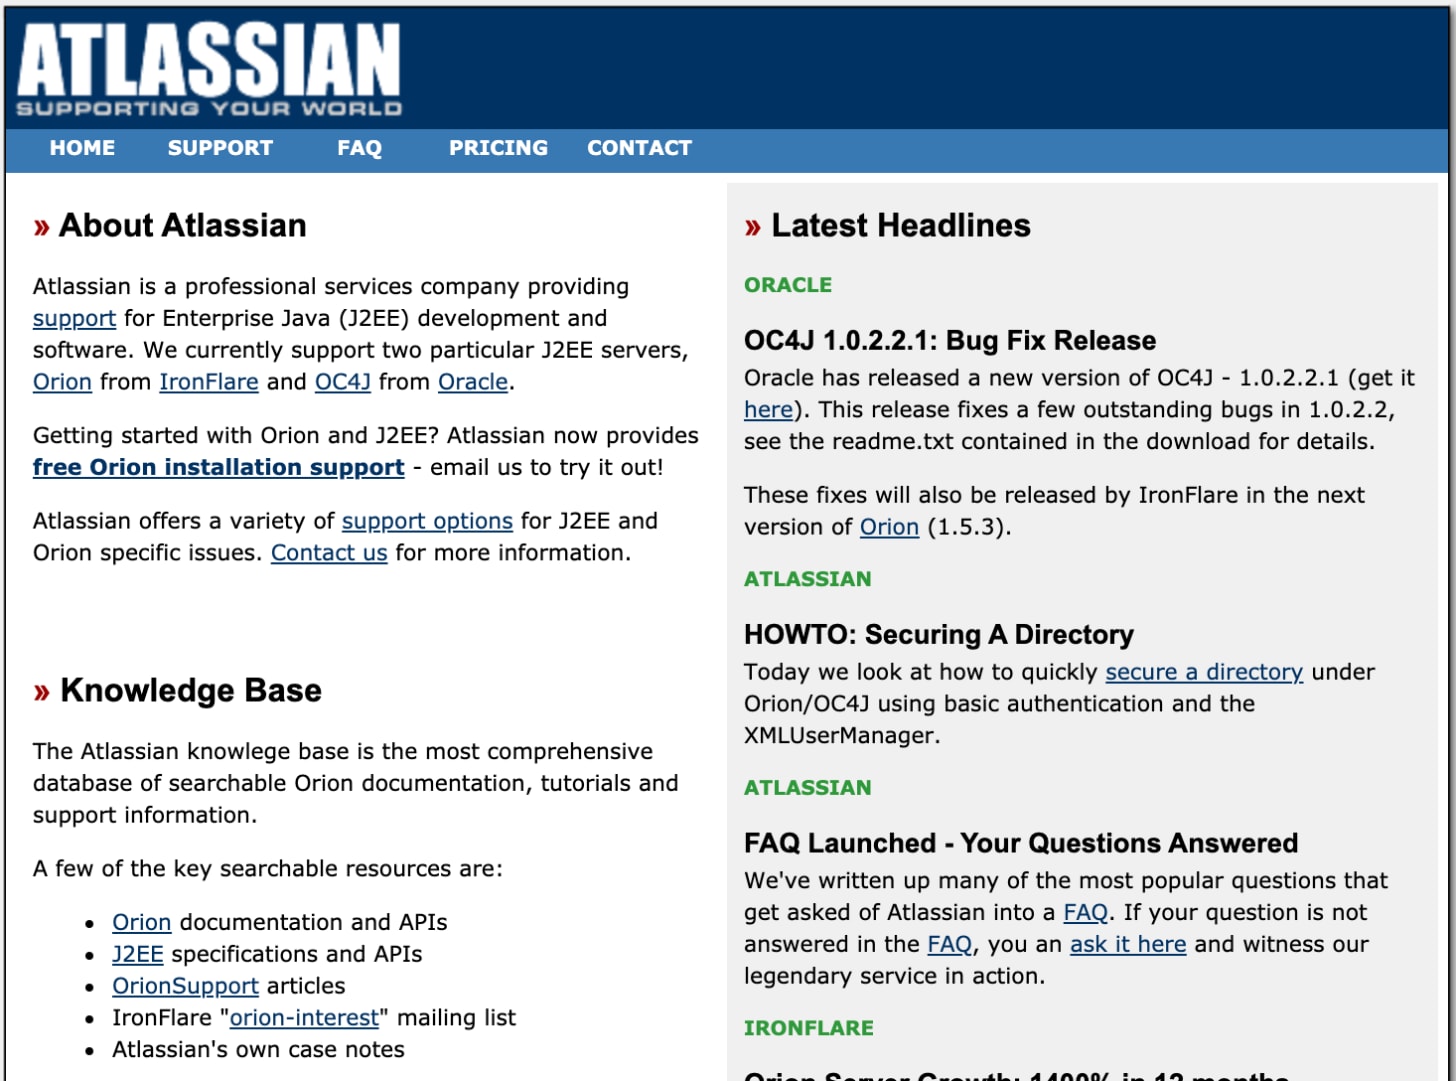 ATLASSIAN
SUPPORTING YOUR WORLD
HOME SUPPORT FAQ PRICING CONTACT
» About Atlassian
Atlassian is a professional services company providing
support for Enterprise Java (J2EE) development and
software. We currently support two particular J2EE servers,
Orion from IronFlare and OC4J from Oracle.
Getting started with Orion and J2EE? Atlassian now provides
free Orion installation support - email us to try it out!
Atlassian offers a variety of support options for J2EE and
Orion specific issues. Contact us for more information.
» Knowledge Base
The Atlassian knowlege base is the most comprehensive
database of searchable Orion documentation, tutorials and
support information.
A few of the key searchable resources are:
• Orion documentation and APIs
• J2EE specifications and APIs
• OrionSupport articles
• IronFlare "orion-interest" mailing list
• Atlassian's own case notes
» Latest Headlines
ORACLE
OC4J 1.0.2.2.1: Bug Fix Release
Oracle has released a new version of OC4J - 1.0.2.2.1 (get it
here). This release fixes a few outstanding bugs in 1.0.2.2,
see the readme.txt contained in the download for details.
These fixes will also be released by IronFlare in the next
version of Orion (1.5.3).
ATLASSIAN
HOWTO: Securing A Directory
Today we look at how to quickly secure a directory under
Orion/OC4J using basic authentication and the
XMLUserManager.
ATLASSIAN
FAQ Launched - Your Questions Answered
We've written up many of the most popular questions that
get asked of Atlassian into a FAQ. If your question is not
answered in the FAQ, you an ask it here and witness our
legendary service in action.
IRONFLARE
Orion Server Growth: 1400% in 12 months